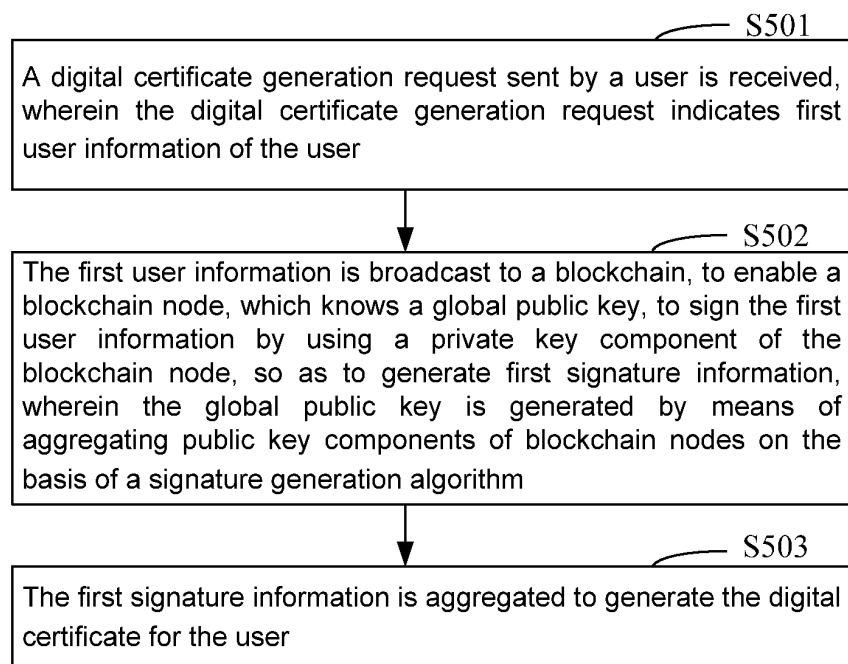 S501
A digital certificate generation request sent by a user is received,
wherein the digital certificate generation request indicates first
user information of the user
S502
The first user information is broadcast to a blockchain, to enable a
blockchain node, which knows a global public key, to sign the first
user information by using a private key component of the
blockchain node, so as to generate first signature information,
wherein the global public key is generated by means of
aggregating public key components of blockchain nodes on the
basis of a signature generation algorithm
S503
The first signature information is aggregated to generate the digital
certificate for the user